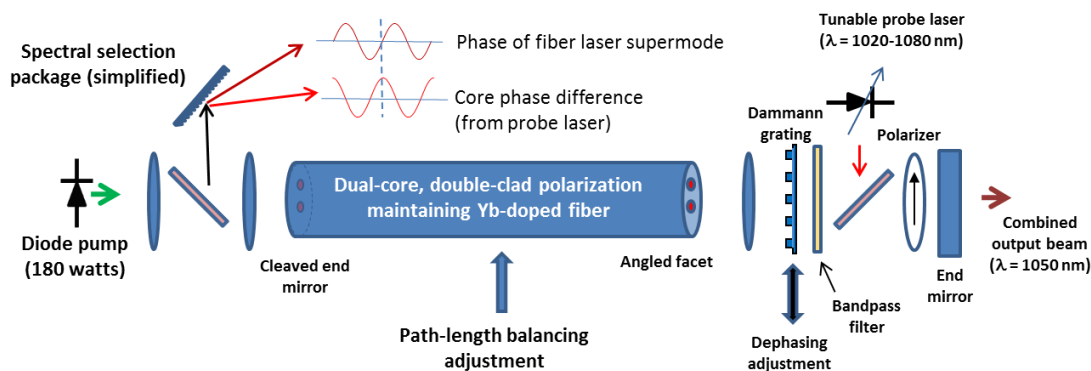 Spectral selection
package (simplified)
Phase of fiber laser supermode
Core phase difference
(from probe laser)
Tunable probe laser
(λ = 1020-1080 nm)
Dammann
grating
Polarizer
Dual-core, double-clad polarization
maintaining Yb-doped fiber
Diode pump
(180 watts)
Cleaved end
mirror
Angled facet
Path-length balancing
adjustment
Dephasing
adjustment
Bandpass
filter
End
mirror
Combined
output beam
(λ = 1050 nm)